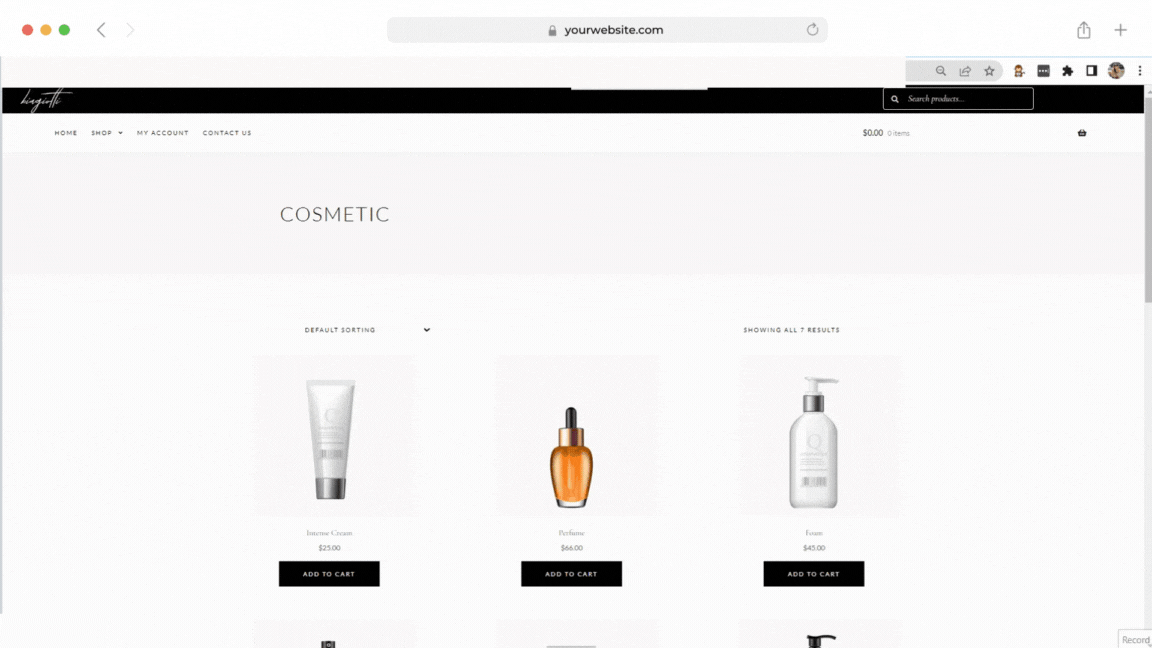 yourwebsite.com
biagiotti
Search products...
HOME SHOP MY ACCOUNT CONTACT US
$0.00 0 items
COSMETIC
DEFAULT SORTING
SHOWING ALL 7 RESULTS
Intense Cream
$25.00
ADD TO CART
Perfume
$66.00
ADD TO CART
Foam
$45.00
ADD TO CART
Record